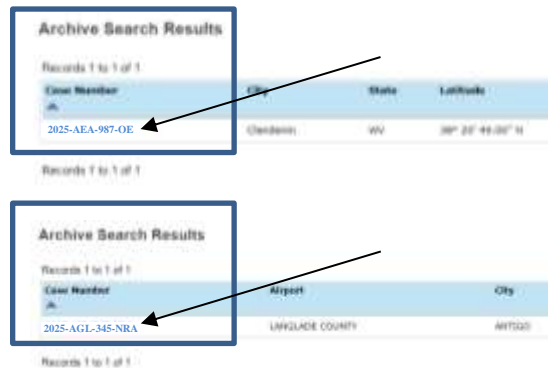 Archive Search Results
Records 1 to 1 of 1
Case Number City State Latitude
2025-AEA-987-OE Clendenin WV
Records 1 to 1 of 1
Archive Search Results
Records 1 to 1 of 1
Case Number Airport City
2025-AGL-345-NRA LANGLADE COUNTY ANTIGO
Records 1 to 1 of 1